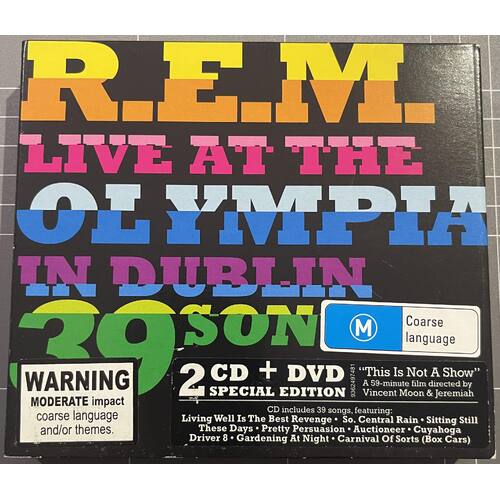 R.E.M.
LIVE AT THE
OLYMPIA
IN DUBLIN
39 SON
M
Coarse
language
WARNING
MODERATE impact
coarse language
and/or themes.
2 CD + DVD
SPECIAL EDITION
9362497481
"This Is Not A Show"
A 59-minute film directed by
Vincent Moon & Jeremiah
CD includes 39 songs, featuring:
Living Well Is The Best Revenge • So. Central Rain • Sitting Still
These Days • Pretty Persuasion • Auctioneer • Cuyahoga
Driver 8 • Gardening At Night • Carnival Of Sorts (Box Cars)